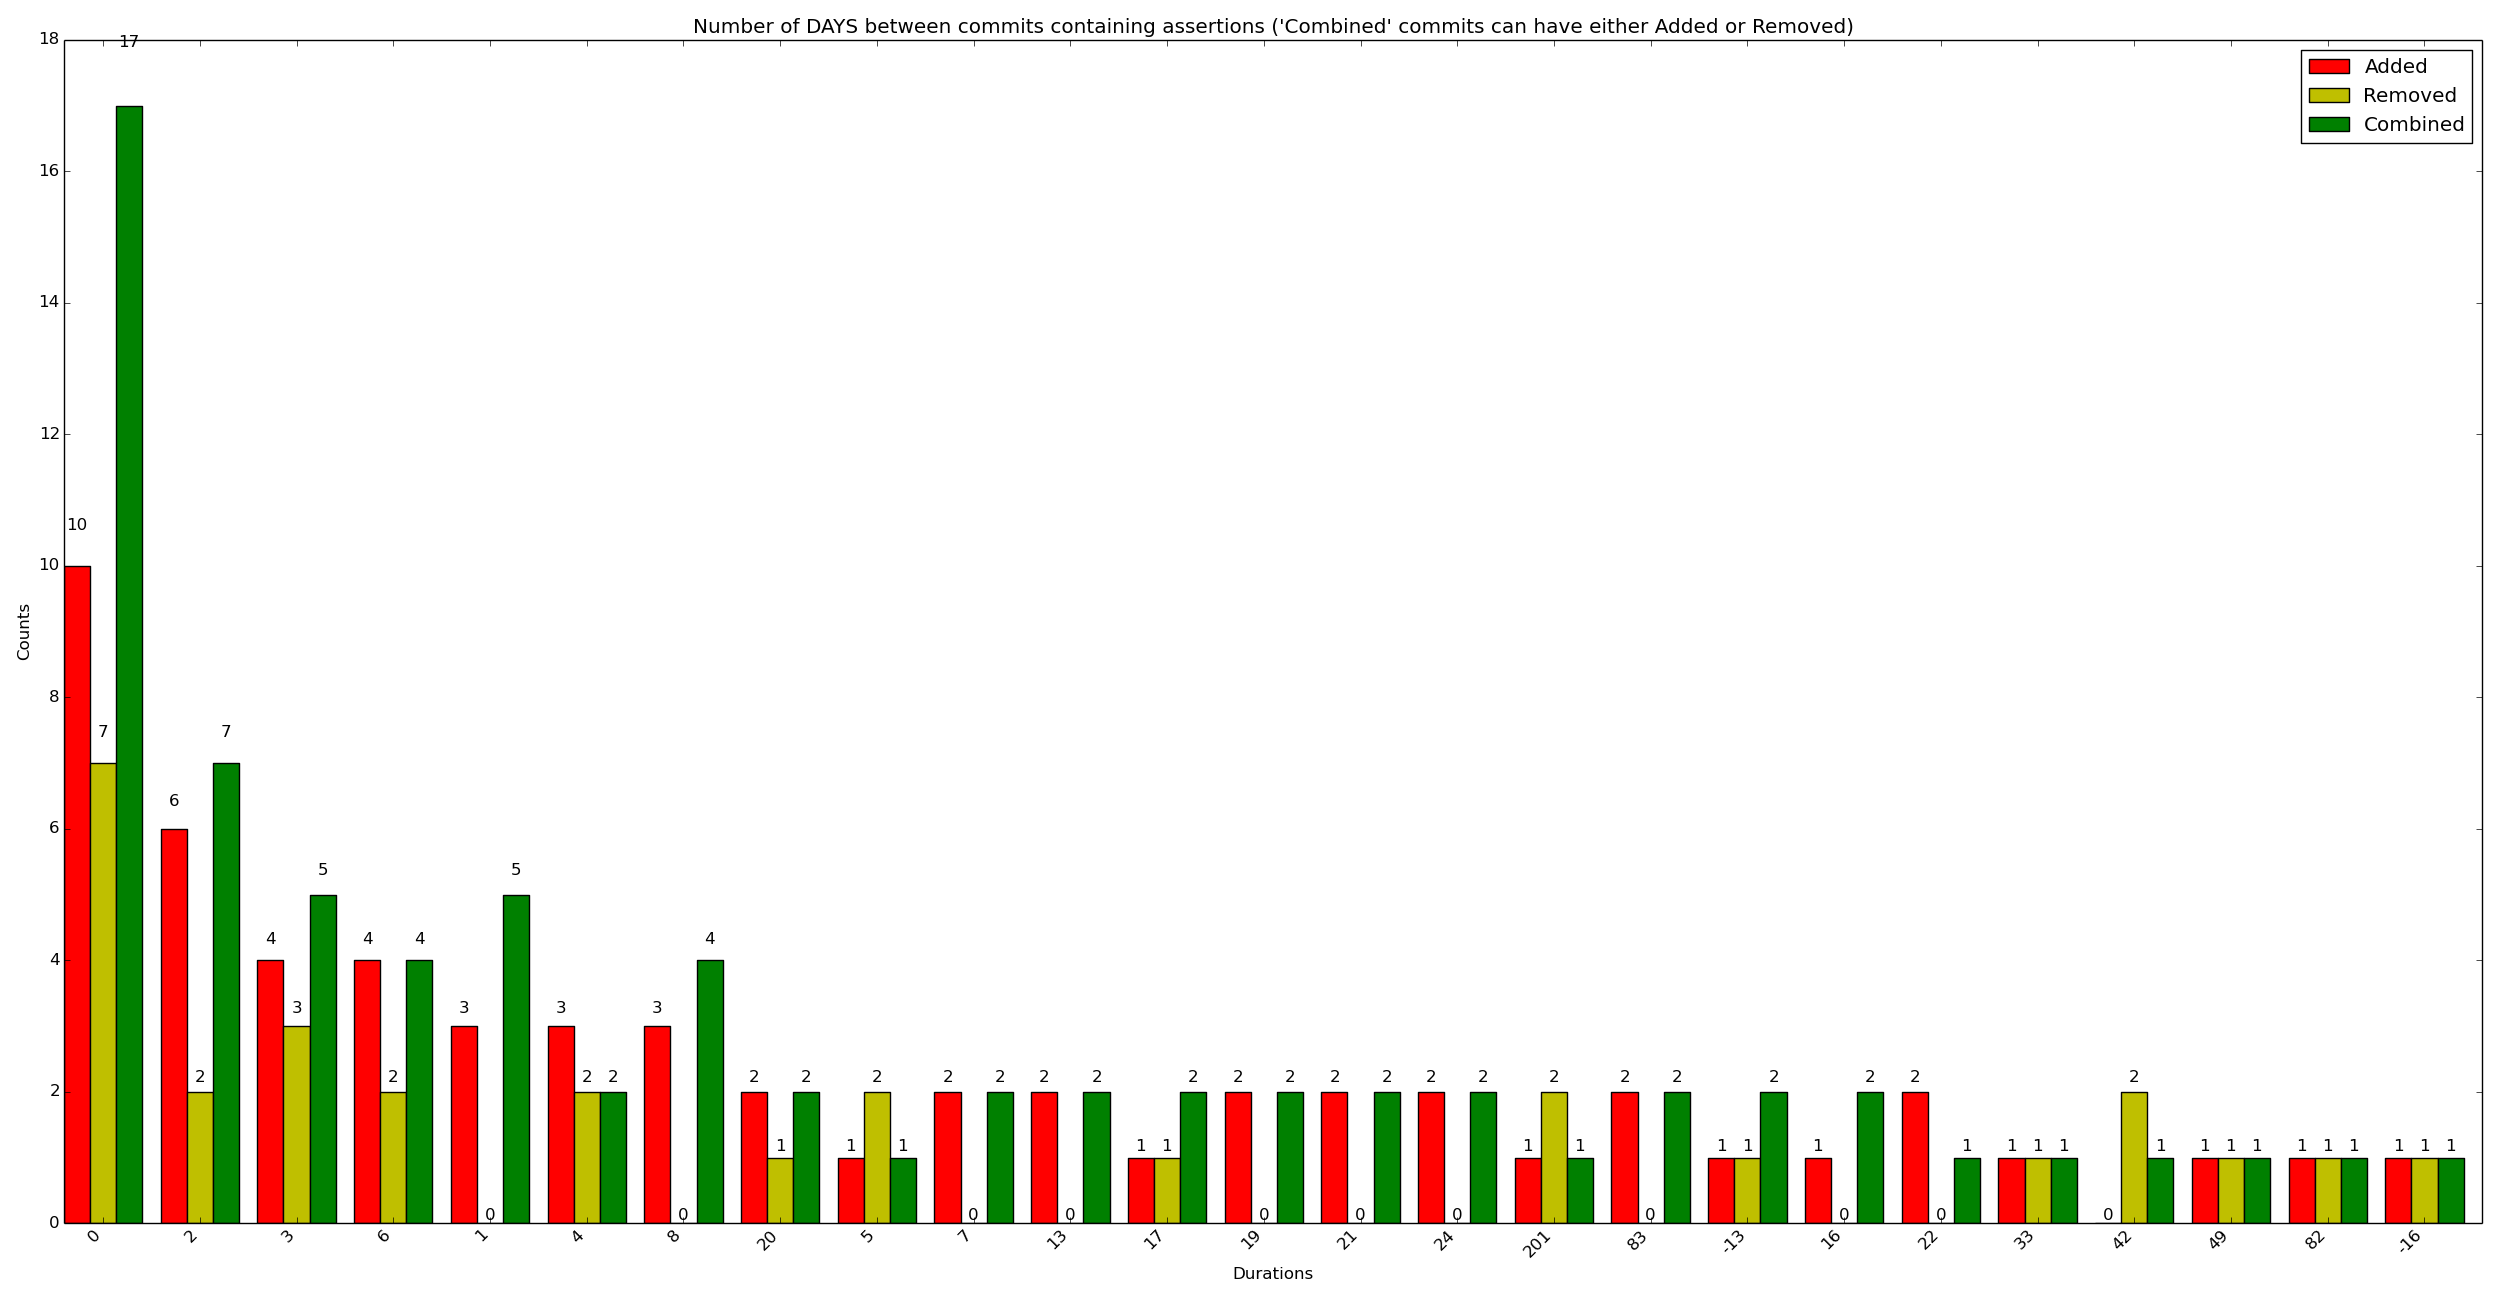 Number of DAYS between commits containing assertions ('Combined' commits can have either Added or Removed)
Added
Removed
Combined
Counts
18
16
14
12
10
8
6
4
2
0
10 7 17
6 2 7
4 3 5
4 2 4
3 0 5
3 2 2
3 0 4
2 1 2
1 2 1
2 0 2
2 0 2
1 1 2
2 0 2
2 0 2
2 0 2
1 2 1
2 0 2
1 1 2
1 0 2
2 0 1
1 1 1
0 2 1
1 1 1
1 1 1
1 1 1
0 2 3 6 1 4 8 20 5 7 13 17 19 21 24 201 83 -13 16 22 33 42 49 82 -16
Durations